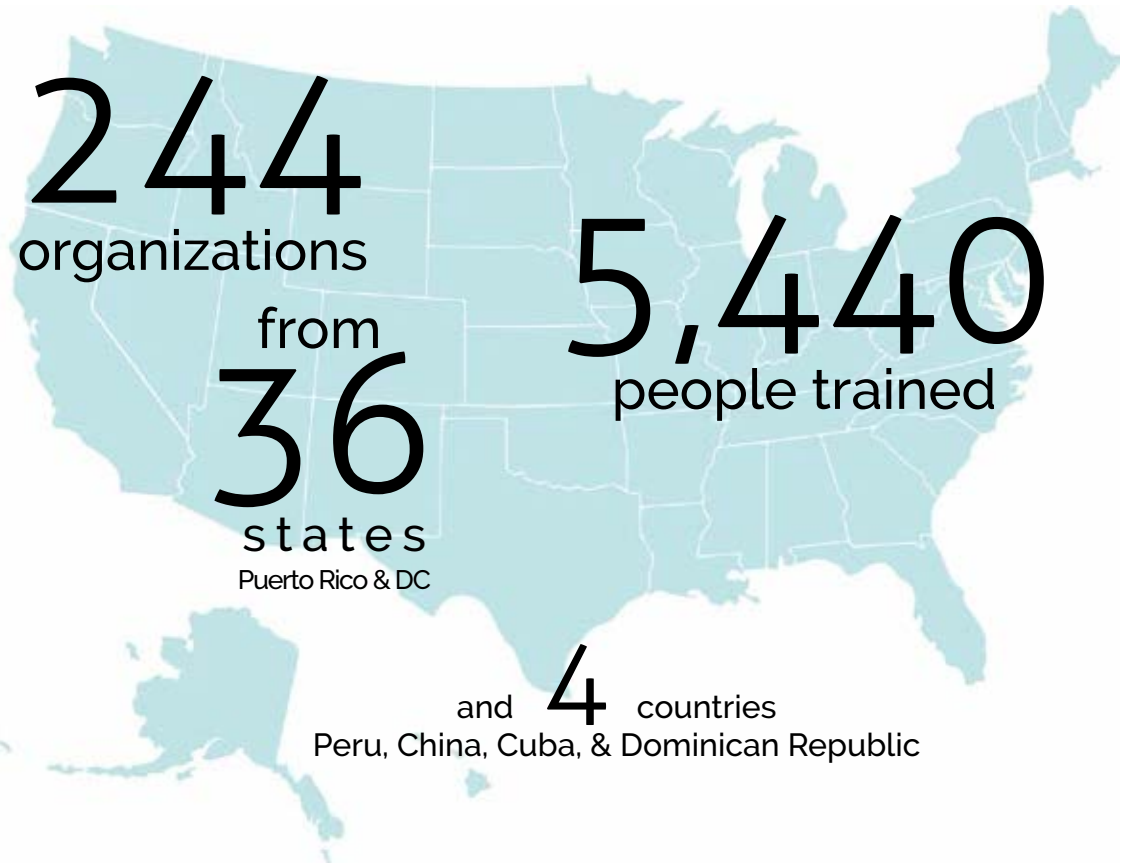 244
organizations
from
36
states
Puerto Rico & DC
5,440
people trained
and 4 countries
Peru, China, Cuba, & Dominican Republic